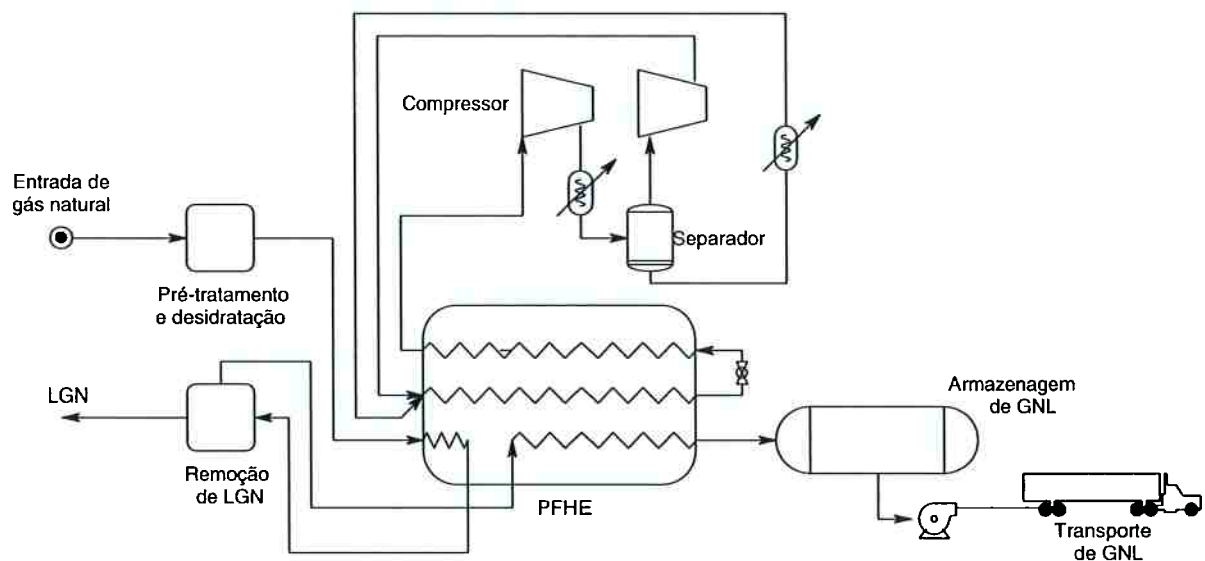 Compressor
Entrada de
gás natural
Separador
Pré-tratamento
e desidratação
LGN
Remoção
de LGN
PFHE
Armazenagem
de GNL
Transporte
de GNL